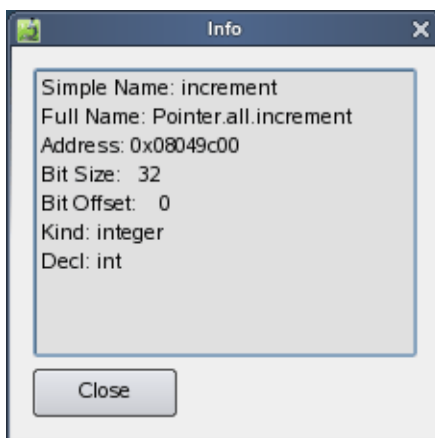 Info
Simple Name: increment
Full Name: Pointer.all.increment
Address: 0x08049c00
Bit Size:   32
Bit Offset:    0
Kind: integer
Decl: int
Close